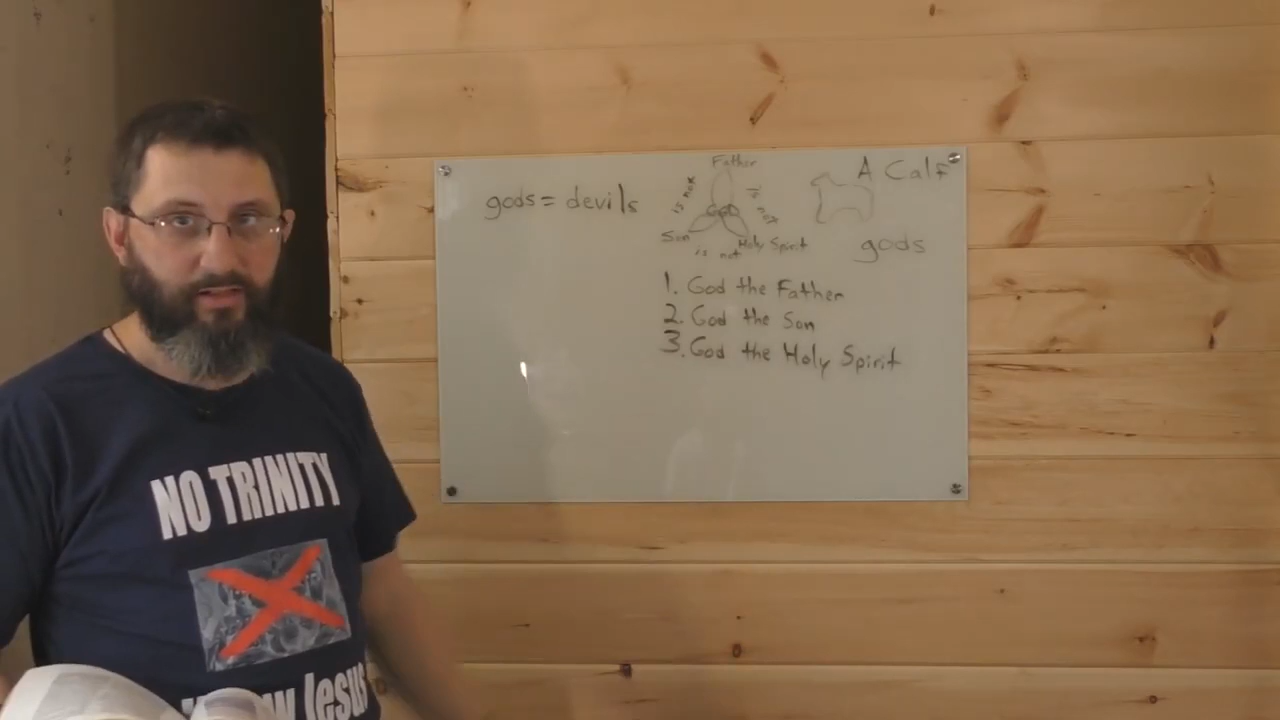 gods = devils
Father
is not
is not
God
Son
Holy Spirit
is not
A Calf
gods
1. God the Father
2. God the Son
3. God the Holy Spirit
NO TRINITY
Jesus